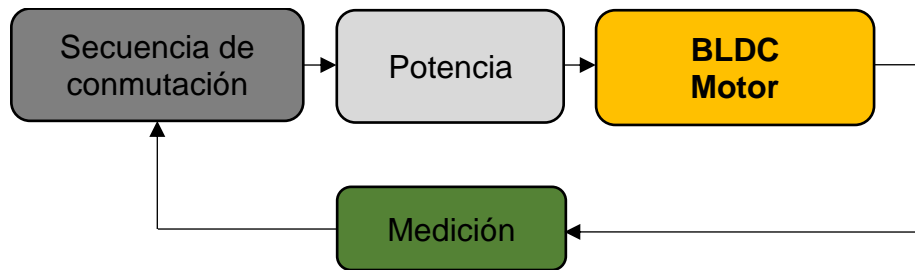 Secuencia de
conmutación
Potencia
BLDC
Motor
Medición